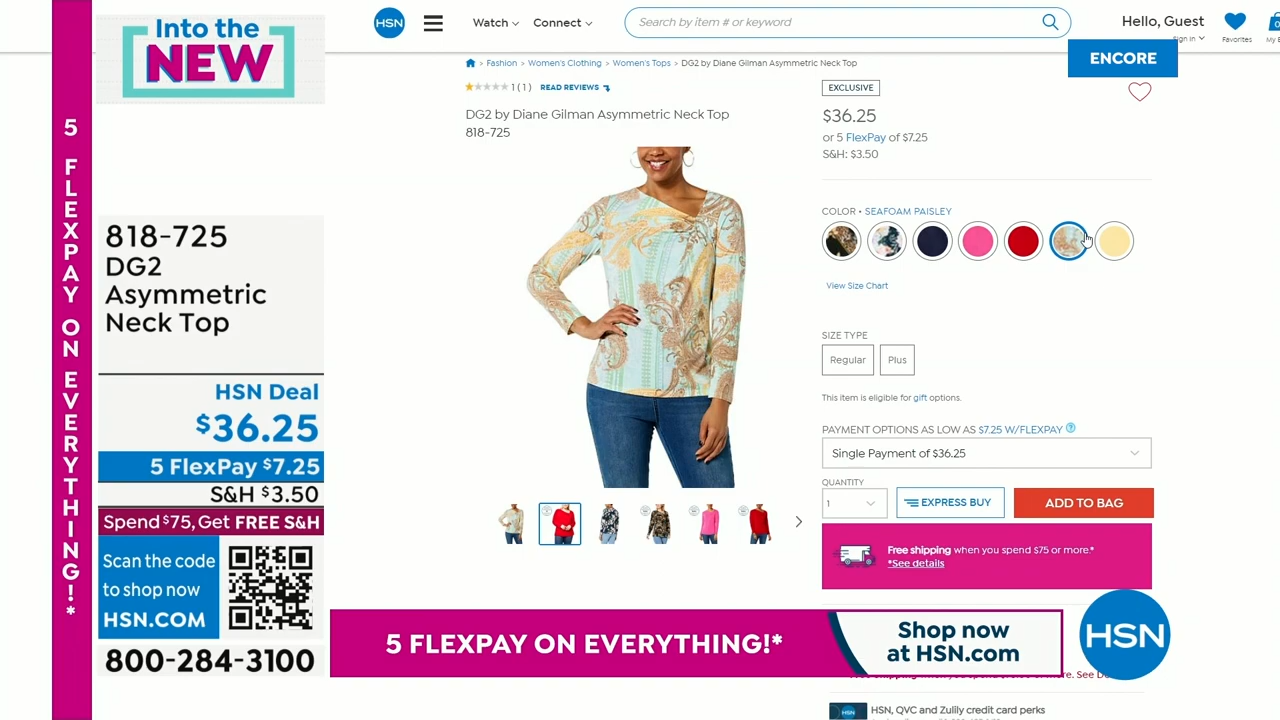 5 FLEXPAY ON EVERYTHING!*
Into the
NEW
818-725
DG2
Asymmetric
Neck Top
HSN Deal
$36.25
5 FlexPay $7.25
S&H $3.50
Spend $75, Get FREE S&H
Scan the code
to shop now
HSN.COM
800-284-3100
HSN
Watch
Connect
Search by item # or keyword
Hello, Guest
Sign In
Favorites
0
ENCORE
> Fashion > Women's Clothing > Women's Tops > DG2 by Diane Gilman Asymmetric Neck Top
1 ( 1 ) READ REVIEWS
DG2 by Diane Gilman Asymmetric Neck Top
818-725
EXCLUSIVE
$36.25
or 5 FlexPay of $7.25
S&H: $3.50
COLOR • SEAFOAM PAISLEY
View Size Chart
SIZE TYPE
Regular
Plus
This item is eligible for gift options.
PAYMENT OPTIONS AS LOW AS $7.25 W/FLEXPAY ?
Single Payment of $36.25
QUANTITY
1
EXPRESS BUY
ADD TO BAG
Free shipping when you spend $75 or more.*
*See details
5 FLEXPAY ON EVERYTHING!*
Shop now
at HSN.com
HSN
HSN
HSN, QVC and Zulily credit card perks